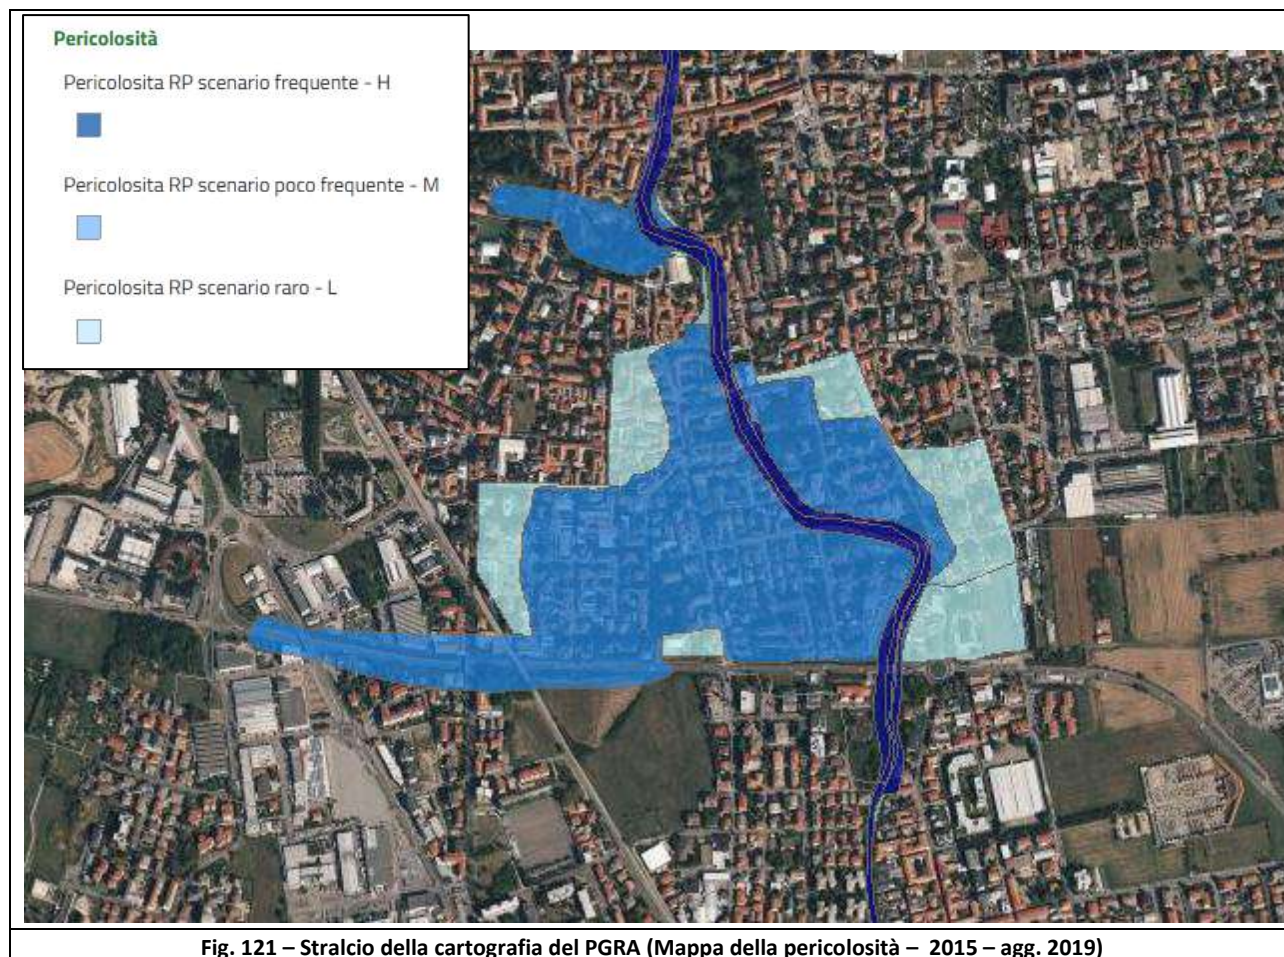 Pericolosità
Pericolosita RP scenario frequente - H
Pericolosita RP scenario poco frequente - M
Pericolosita RP scenario raro - L
Fig. 121 – Stralcio della cartografia del PGRA (Mappa della pericolosità – 2015 – agg. 2019)